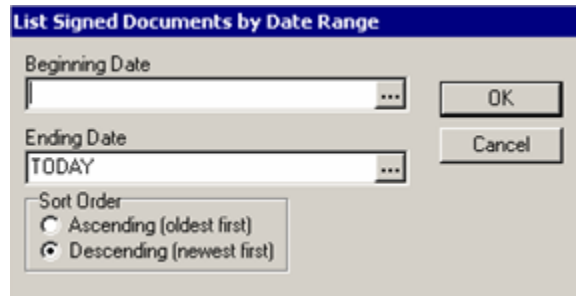 List Signed Documents by Date Range
Beginning Date
...
OK
Ending Date
Cancel
TODAY
...
Sort Order
Ascending (oldest first)
Descending (newest first)